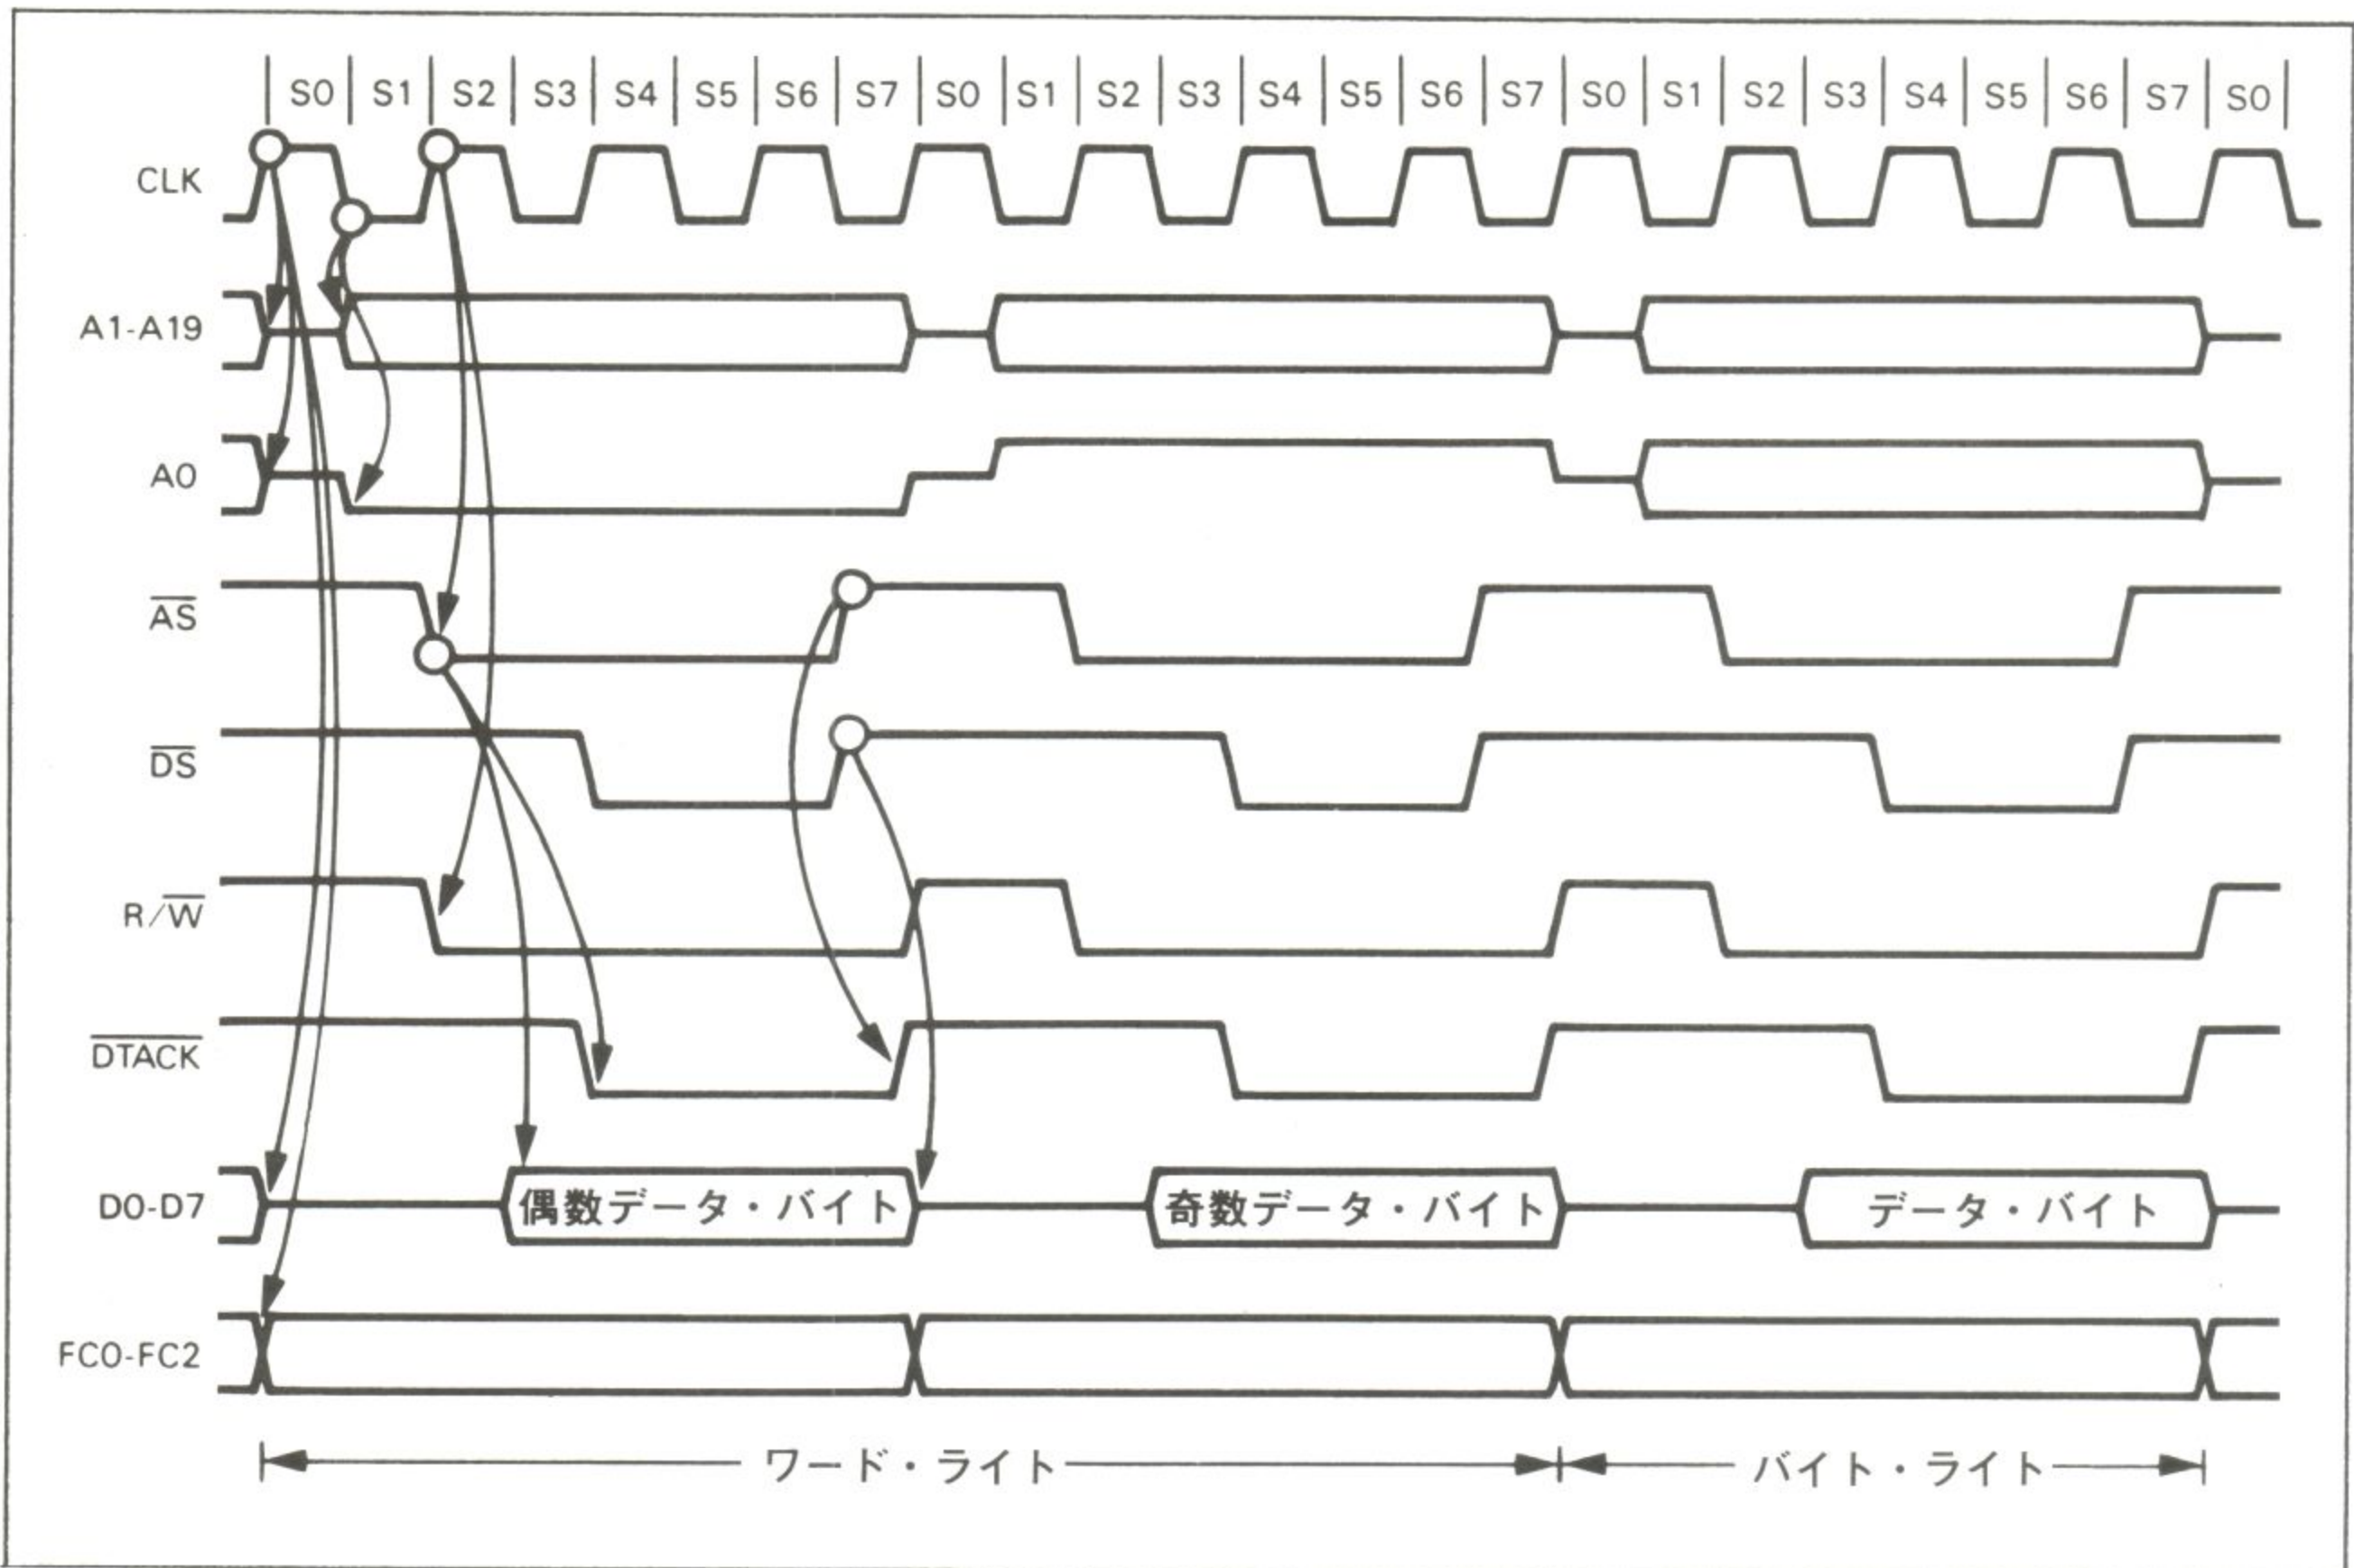 S0 S1 S2 S3 S4 S5 S6 S7 S0 S1 S2 S3 S4 S5 S6 S7 S0 S1 S2 S3 S4 S5 S6 S7 S0
CLK
A1-A19
A0
AS
DS
R/W
DTACK
D0-D7 偶数データ・バイト 奇数データ・バイト データ・バイト
FC0-FC2
ワード・ライト バイト・ライト